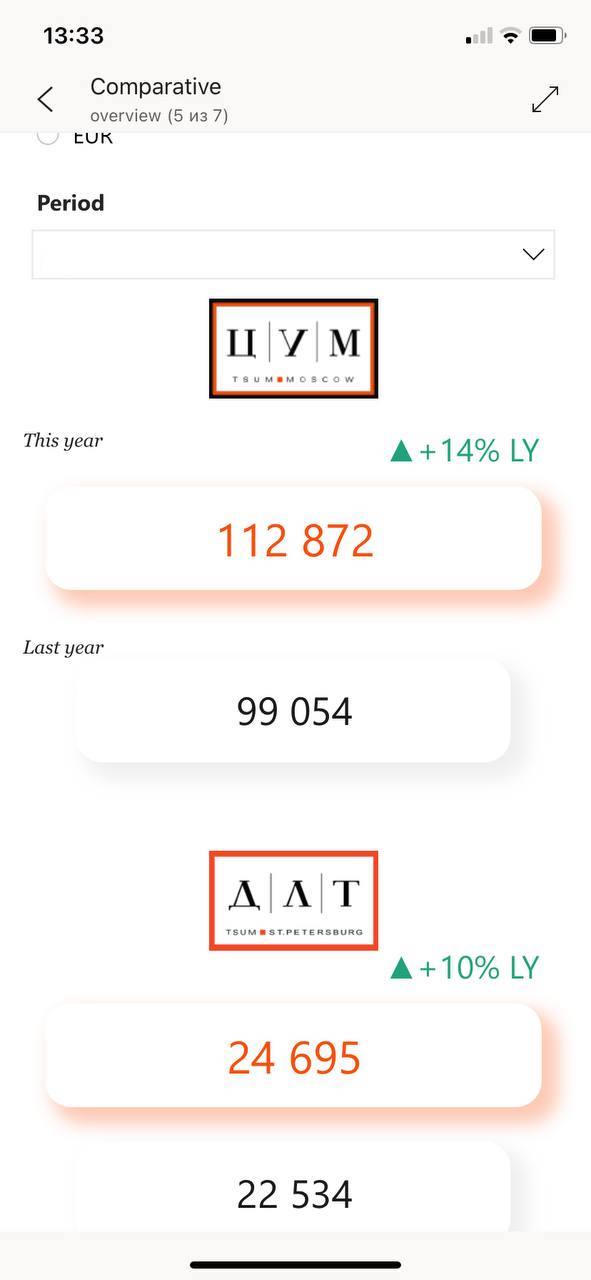 13:33
Comparative
overview (5 из 7)
EUR
Period
Ц|У|М
TSUM MOSCOW
This year
▲+14% LY
112 872
Last year
99 054
Д|Л|Т
TSUM ST.PETERSBURG
▲+10% LY
24 695
22 534